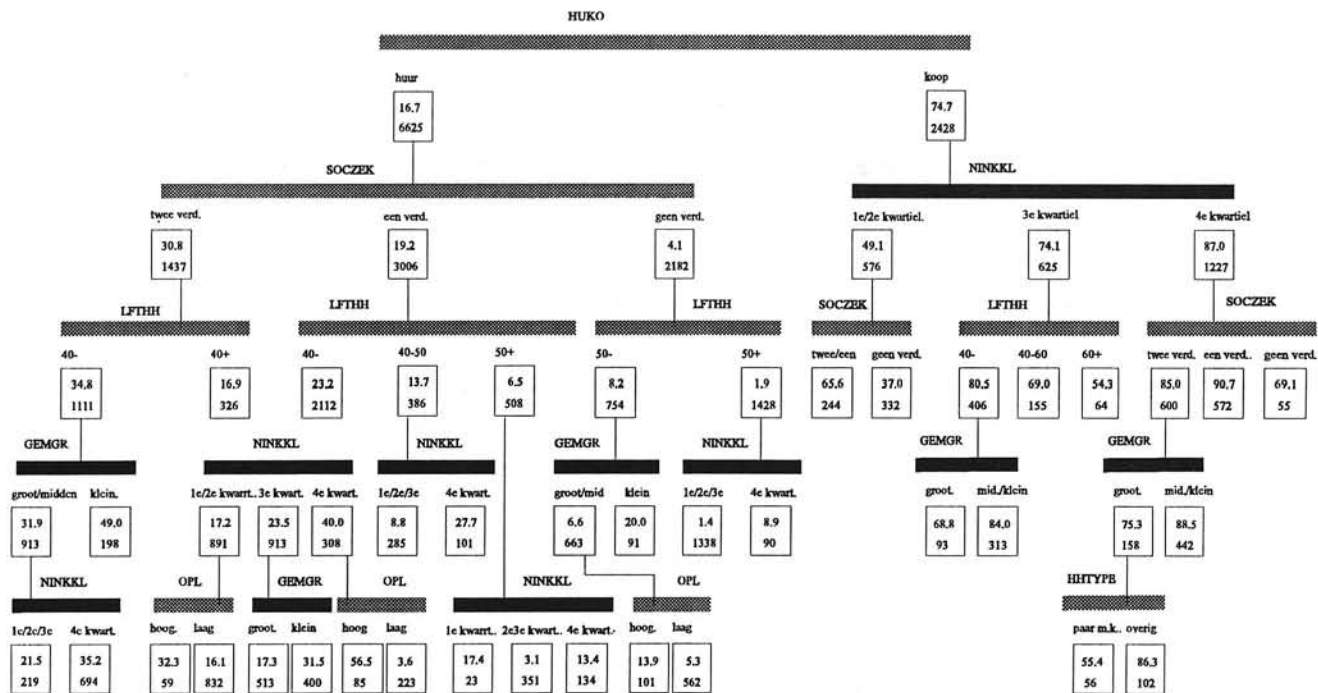 HUKO
huur koop
16.7 74.7
6625 2428
SOCZEK NINKKL
twee verd. een verd. geen verd. 1e/2e kwartiel. 3e kwartiel 4e kwartiel
30.8 19.2 4.1 49.1 74.1 87.0
1437 3006 2182 576 625 1227
LFTHH LFTHH LFTHH SOCZEK LFTHH SOCZEK
40- 40+ 40- 40-50 50+ 50- 50+ twee/een geen verd. 40- 40-60 60+ twee verd. een verd.. geen verd.
34,8 16,9 23,2 13.7 6,5 8,2 1.9 65,6 37,0 80,5 69,0 54,3 85,0 90,7 69,1
1111 326 2112 386 508 754 1428 244 332 406 155 64 600 572 55
GEMGR NINKKL NINKKL GEMGR NINKKL GEMGR GEMGR
groot/midden klein. 1e/2e kwarrt.. 3e kwart. 4e kwart. 1e/2e/3e 4e kwart. groot/mid klein 1e/2e/3e 4e kwart. groot. mid./klein groot. mid./klein
31.9 49,0 17.2 23.5 40.0 8.8 27.7 6,6 20.0 1.4 8.9 68,8 84,0 75.3 88.5
913 198 891 913 308 285 101 663 91 1338 90 93 313 158 442
NINKKL OPL GEMGR OPL NINKKL OPL HHTYPE
1e/2e/3e 4e kwart. hoog. laag groot. klein hoog laag 1e kwarrt.. 2e3e kwart.. 4e kwart.- hoog. laag paar m.k.. overig
21.5 35.2 32.3 16.1 17.3 31.5 56.5 3.6 17.4 3.1 13.4 13.9 5.3 55.4 86.3
219 694 59 832 513 400 85 223 23 351 134 101 562 56 102